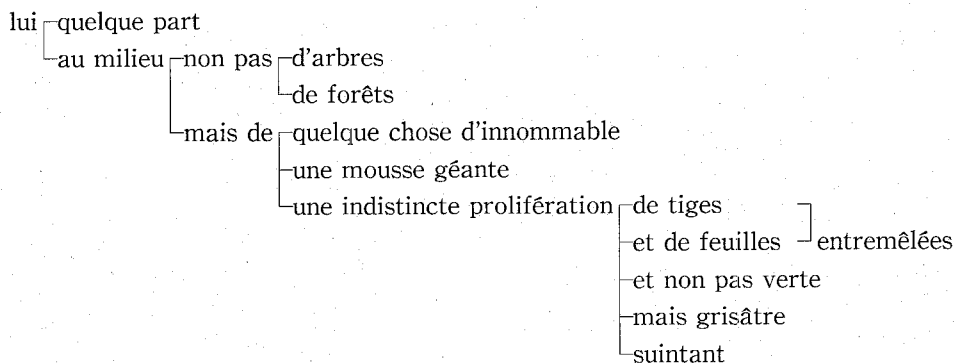 lui quelque part
au milieu non pas d'arbres
de forêts
mais de quelque chose d'innommable
une mousse géante
une indistincte prolifération de tiges
et de feuilles entremêlées
et non pas verte
mais grisâtre
suintant